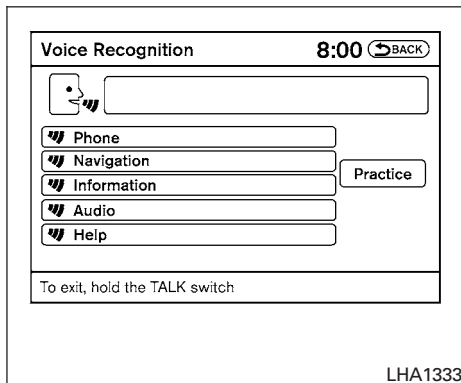 Voice Recognition 8:00 BACK
Phone
Navigation
Practice
Information
Audio
Help
To exit, hold the TALK switch
LHA1333